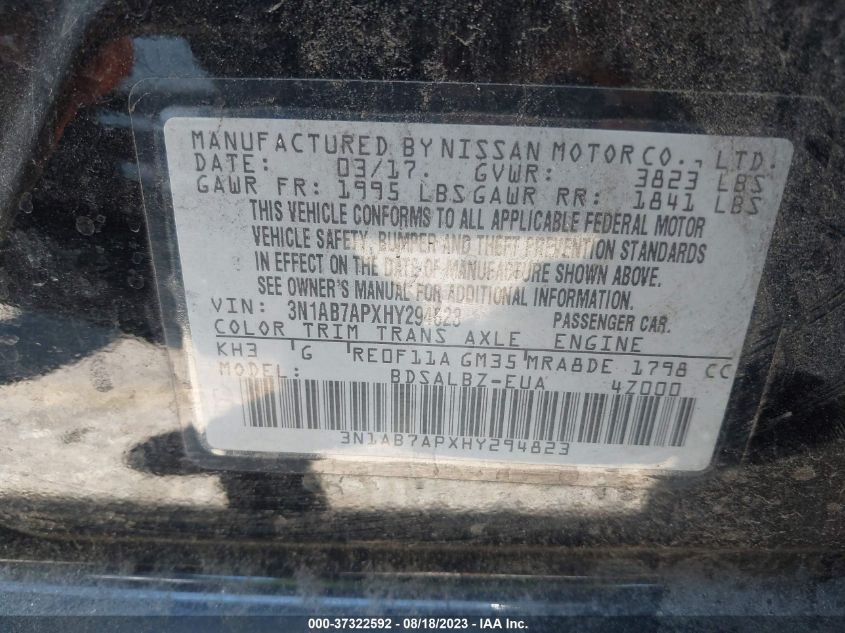 MANUFACTURED BY NISSAN MOTOR CO., LTD.
DATE: 03/17. GVWR: 3823 LBS
GAWR FR: 1995 LBS GAWR RR: 1841 LBS
THIS VEHICLE CONFORMS TO ALL APPLICABLE FEDERAL MOTOR
VEHICLE SAFETY, BUMPER AND THEFT PREVENTION STANDARDS
IN EFFECT ON THE DATE OF MANUFACTURE SHOWN ABOVE.
SEE OWNER'S MANUAL FOR ADDITIONAL INFORMATION.
VIN: 3N1AB7APXHY294823 PASSENGER CAR.
COLOR TRIM TRANS AXLE ENGINE
KH3 G RE0F11A GM35 MRA8DE 1798 CC
MODEL: BDSALBZ-EUA 4Z000
3N1AB7APXHY294823
000-37322592 - 08/18/2023 - COPYRIGHT IAA, Inc.